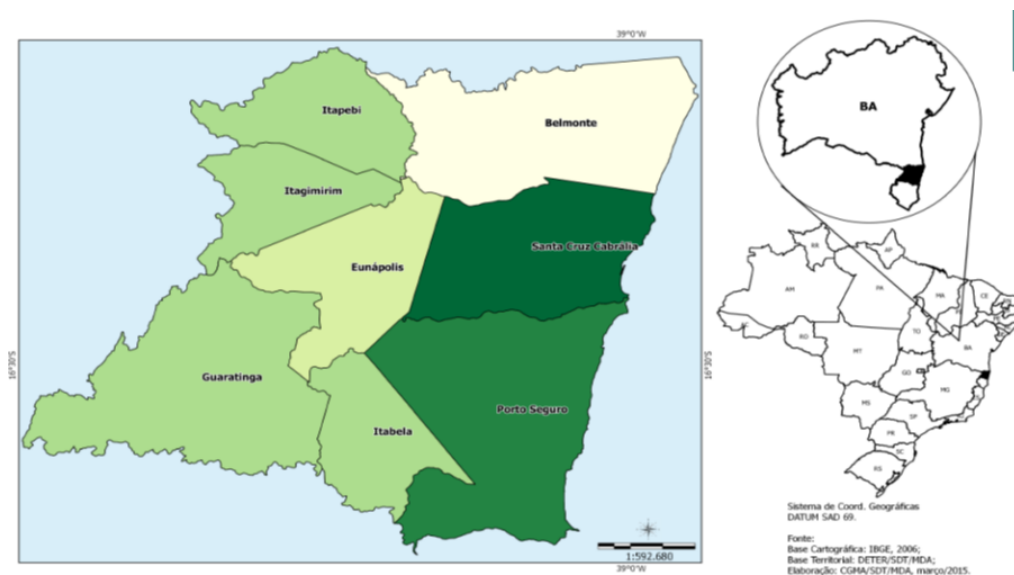 39°0'W
Itapebi
Belmonte
Itagimirim
Santa Cruz Cabrália
Eunápolis
16°30'S
16°30'S
Guaratinga
Porto Seguro
Itabela
1:592.680
39°0'W
BA
RR
AP
AM
PA
MA
CE
TO
RO
BA
MT
GO
MG
MS
SP
PR
SC
RS
Sistema de Coord. Geográficas
DATUM SAD 69.
Fonte:
Base Cartográfica: IBGE, 2006;
Base Territorial: DETER/SDT/MDA;
Elaboração: CGMA/SDT/MDA, março/2015.